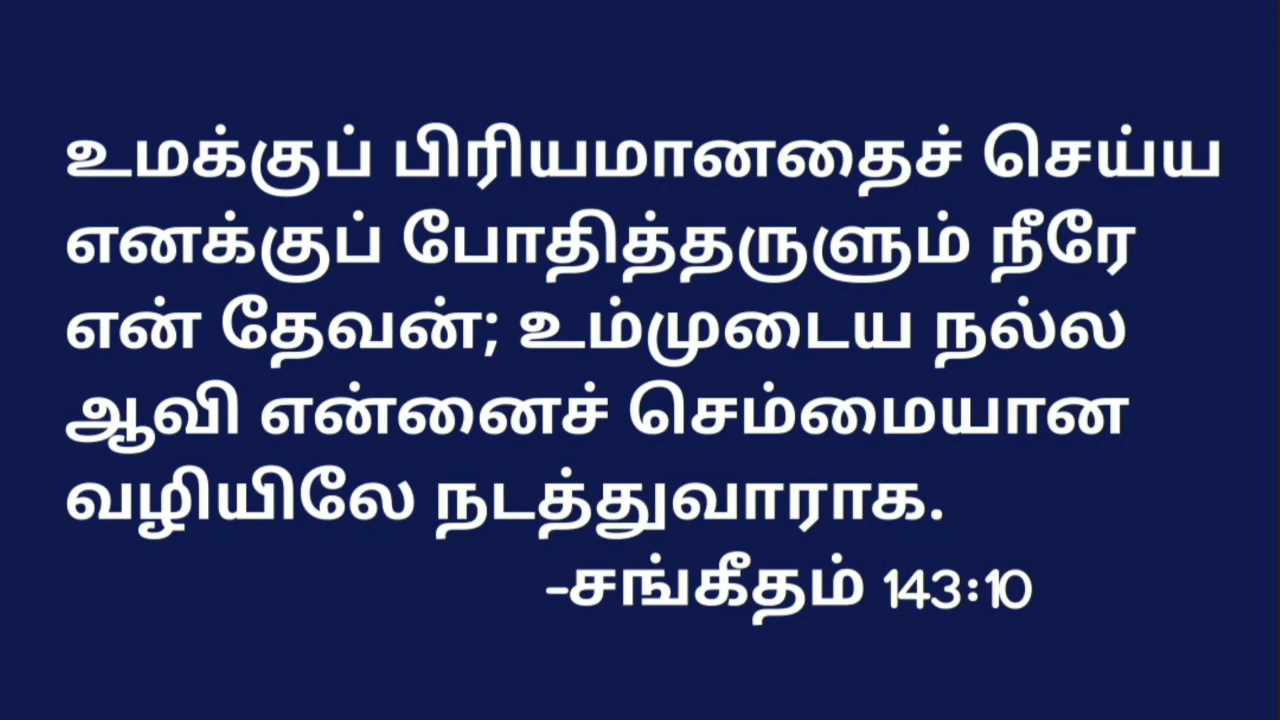 உமக்குப் பிரியமானதைச் செய்ய
எனக்குப் போதித்தருளும் நீரே
என் தேவன்; உம்முடைய நல்ல
ஆவி என்னைச் செம்மையான
வழியிலே நடத்துவாராக.
-சங்கீதம் 143:10